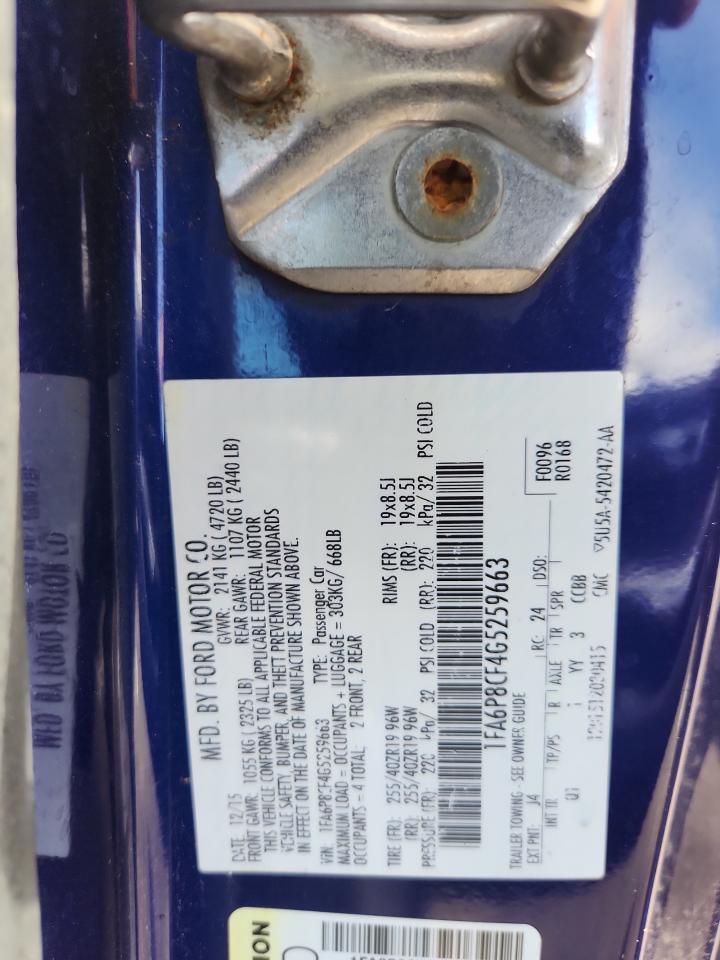 MFD. BY FORD MOTOR CO.
DATE: 12/15 GVWR: 2141 KG ( 4720 LB)
FRONT GAWR: 1055 KG ( 2325 LB) REAR GAWR: 1107 KG ( 2440 LB)
THIS VEHICLE CONFORMS TO ALL APPLICABLE FEDERAL MOTOR
VEHICLE SAFETY, BUMPER, AND THEFT PREVENTION STANDARDS
IN EFFECT ON THE DATE OF MANUFACTURE SHOWN ABOVE.
VIN: 1FA6P8CF4G5259663 TYPE: Passenger Car
MAXIMUM LOAD = OCCUPANTS + LUGGAGE = 303KG/ 668LB
OCCUPANTS - 4 TOTAL: 2 FRONT, 2 REAR
TIRE (FR): 255/40ZR19 96W RIMS (FR): 19x8.5J
(RR): 255/40ZR19 96W (RR): 19x8.5J
PRESSURE (FR): 220 kPa/ 32 PSI COLD (RR): 220 kPa/ 32 PSI COLD
1FA6P8CF4G5259663
TRAILER TOWING - SEE OWNER GUIDE
F0096
R0168
EXT PNT: J4 RC: 24 DSO:
INT TR TP/PS R AXLE TR SPR
YY 3 CCBB
CMC ▽5U5A-5420472-AA
MFD. BY FORD MOTOR CO
ION